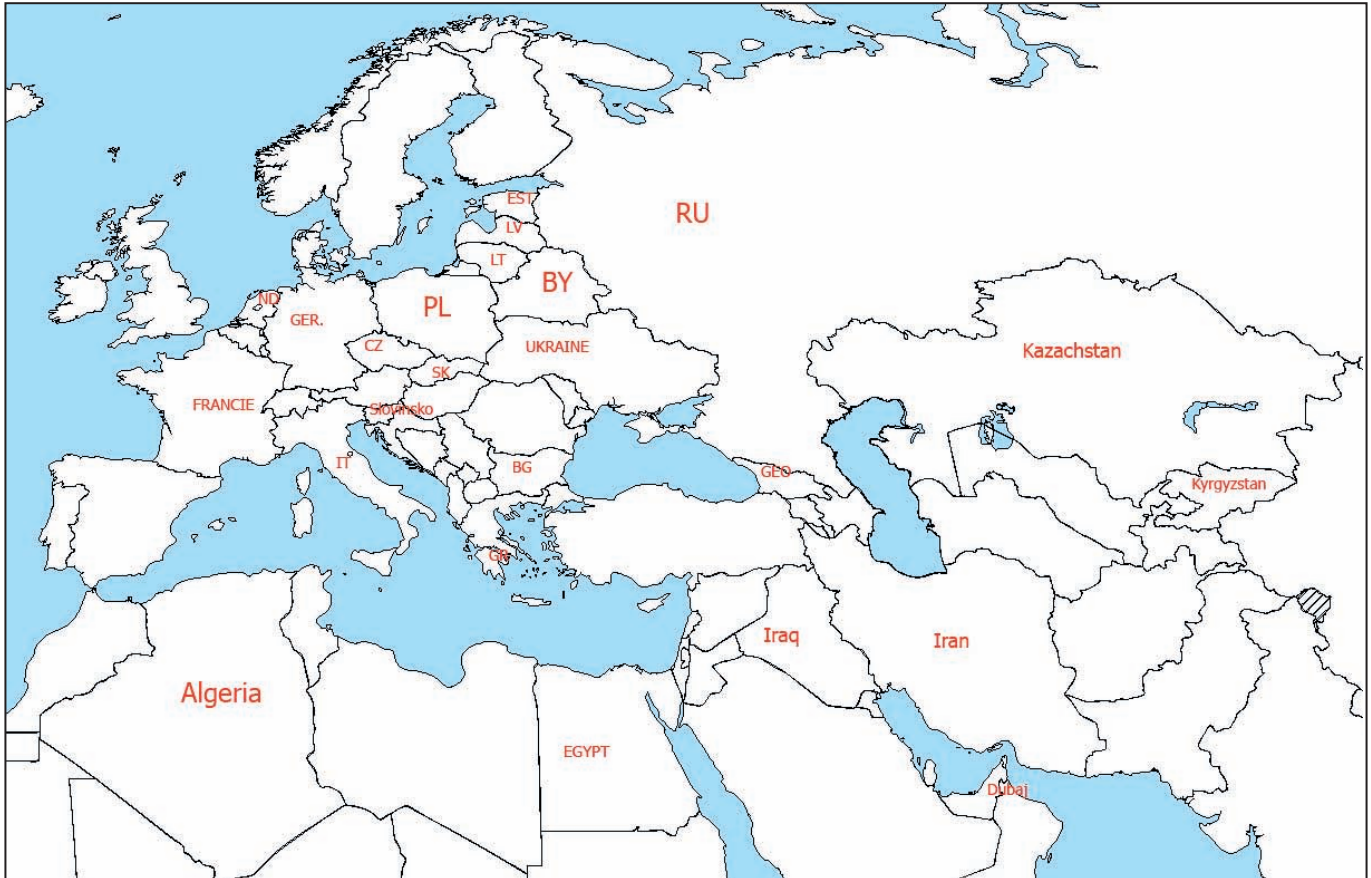 EST
RU
LV
LT
BY
ND
PL
GER.
CZ
UKRAINE
Kazachstan
SK
FRANCIE
Slovinsko
IT
BG
GEO
Kyrgyzstan
GR
Iraq
Iran
Algeria
EGYPT
Dubaj